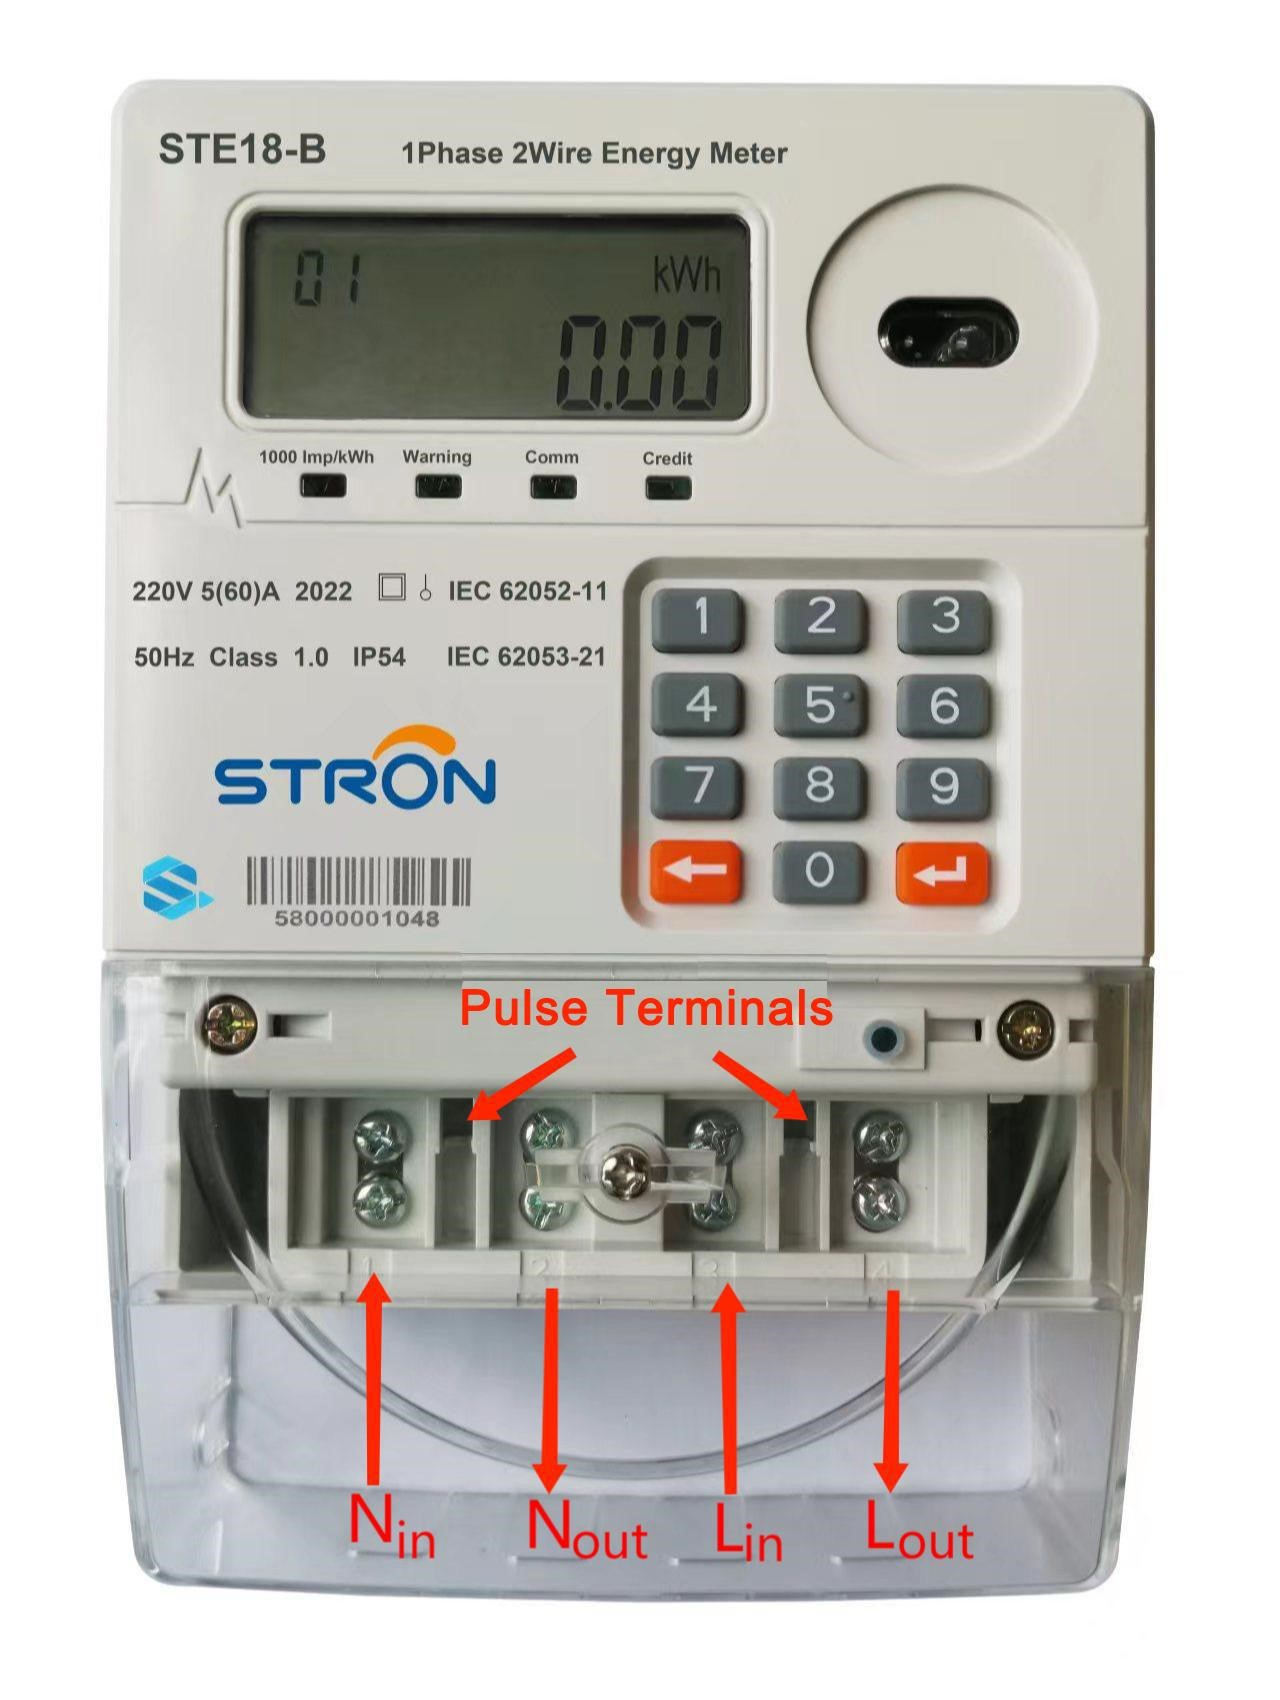 STE18-B 1Phase 2Wire Energy Meter
01 kWh
0.00
1000 Imp/kWh Warning Comm Credit
220V 5(60)A 2022 IEC 62052-11
50Hz Class 1.0 IP54 IEC 62053-21
STRON
58000001048
1 2 3
4 5 6
7 8 9
0
Pulse Terminals
1 2 3 4
Nin Nout Lin Lout